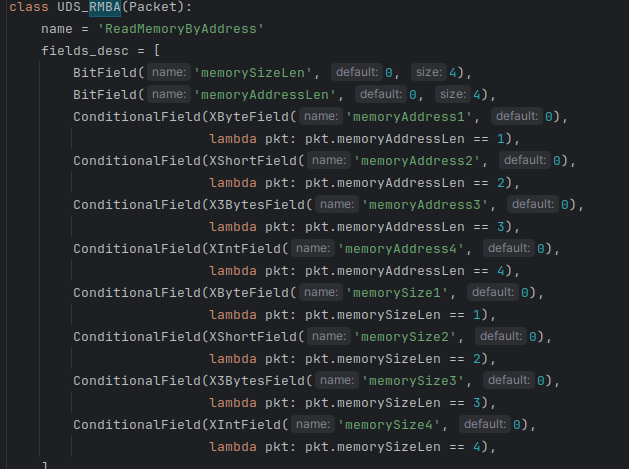 class UDS_RMBA(Packet):
name = 'ReadMemoryByAddress'
fields_desc = [
BitField( name: 'memorySizeLen', default: 0, size: 4),
BitField( name: 'memoryAddressLen', default: 0, size: 4),
ConditionalField(XByteField( name: 'memoryAddress1', default: 0),
lambda pkt: pkt.memoryAddressLen == 1),
ConditionalField(XShortField( name: 'memoryAddress2', default: 0),
lambda pkt: pkt.memoryAddressLen == 2),
ConditionalField(X3BytesField( name: 'memoryAddress3', default: 0),
lambda pkt: pkt.memoryAddressLen == 3),
ConditionalField(XIntField( name: 'memoryAddress4', default: 0),
lambda pkt: pkt.memoryAddressLen == 4),
ConditionalField(XByteField( name: 'memorySize1', default: 0),
lambda pkt: pkt.memorySizeLen == 1),
ConditionalField(XShortField( name: 'memorySize2', default: 0),
lambda pkt: pkt.memorySizeLen == 2),
ConditionalField(X3BytesField( name: 'memorySize3', default: 0),
lambda pkt: pkt.memorySizeLen == 3),
ConditionalField(XIntField( name: 'memorySize4', default: 0),
lambda pkt: pkt.memorySizeLen == 4),
]